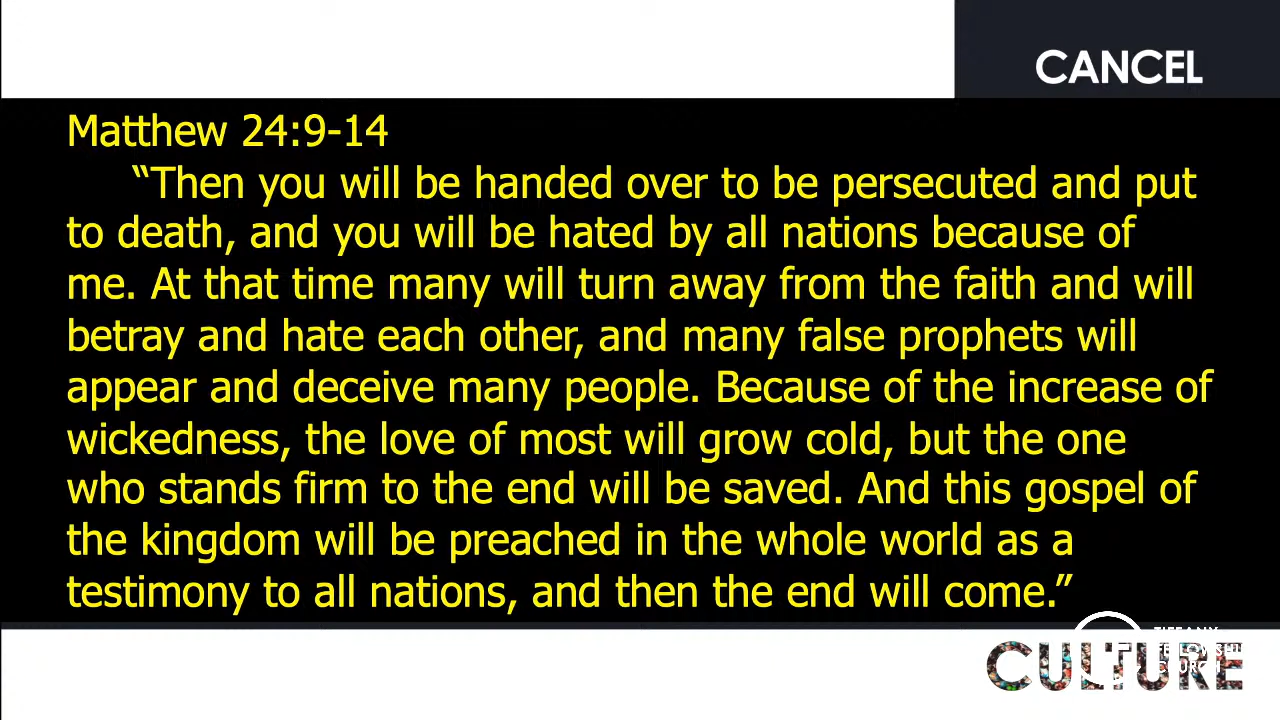 CANCEL
Matthew 24:9-14
“Then you will be handed over to be persecuted and put
to death, and you will be hated by all nations because of
me. At that time many will turn away from the faith and will
betray and hate each other, and many false prophets will
appear and deceive many people. Because of the increase of
wickedness, the love of most will grow cold, but the one
who stands firm to the end will be saved. And this gospel of
the kingdom will be preached in the whole world as a
testimony to all nations, and then the end will come.”
CULTURE
TIFFANY
FELLOWSHIP
CHURCH